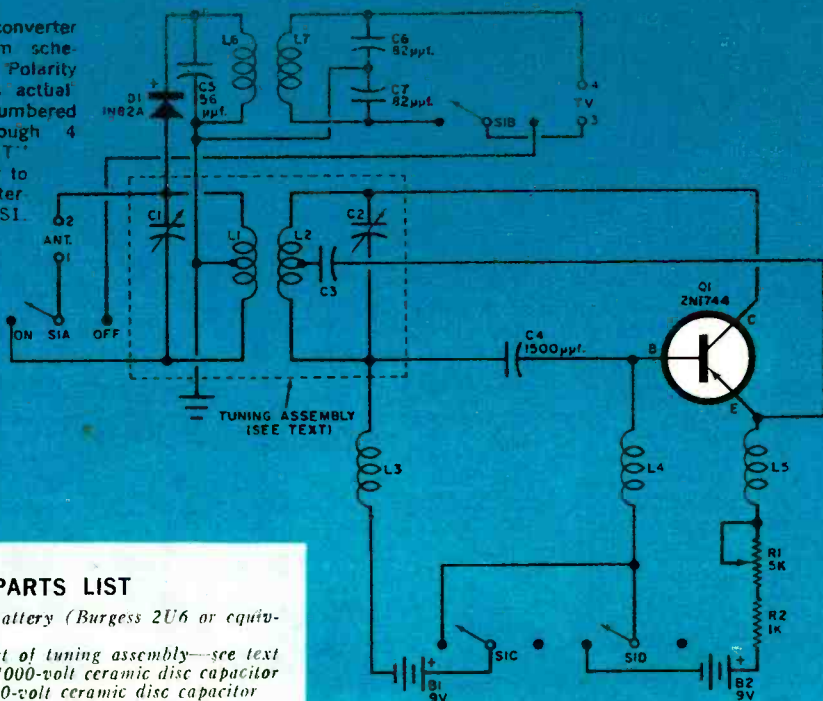 converter
m sche-
Polarity
actual
umbered
ough 4
T"
to
ter-
SI.
L6
L7
C6
82µµf.
C5
56
µµf.
C7
82µµf.
D1
IN82A
+
4
TV
3
S1B
2
ANT.
1
C1
L1
L2
C2
C3
ON
S1A
OFF
Q1
2N1744
C
B
E
C4
1500µµf.
TUNING ASSEMBLY
(SEE TEXT)
L3
L4
L5
R1
5K
R2
1K
S1C
S1D
+
B1
9V
+
B2
9V
PARTS LIST
attery (Burgess 2U6 or equiv-
t of tuning assembly—see text
000-volt ceramic disc capacitor
0-volt ceramic disc capacitor